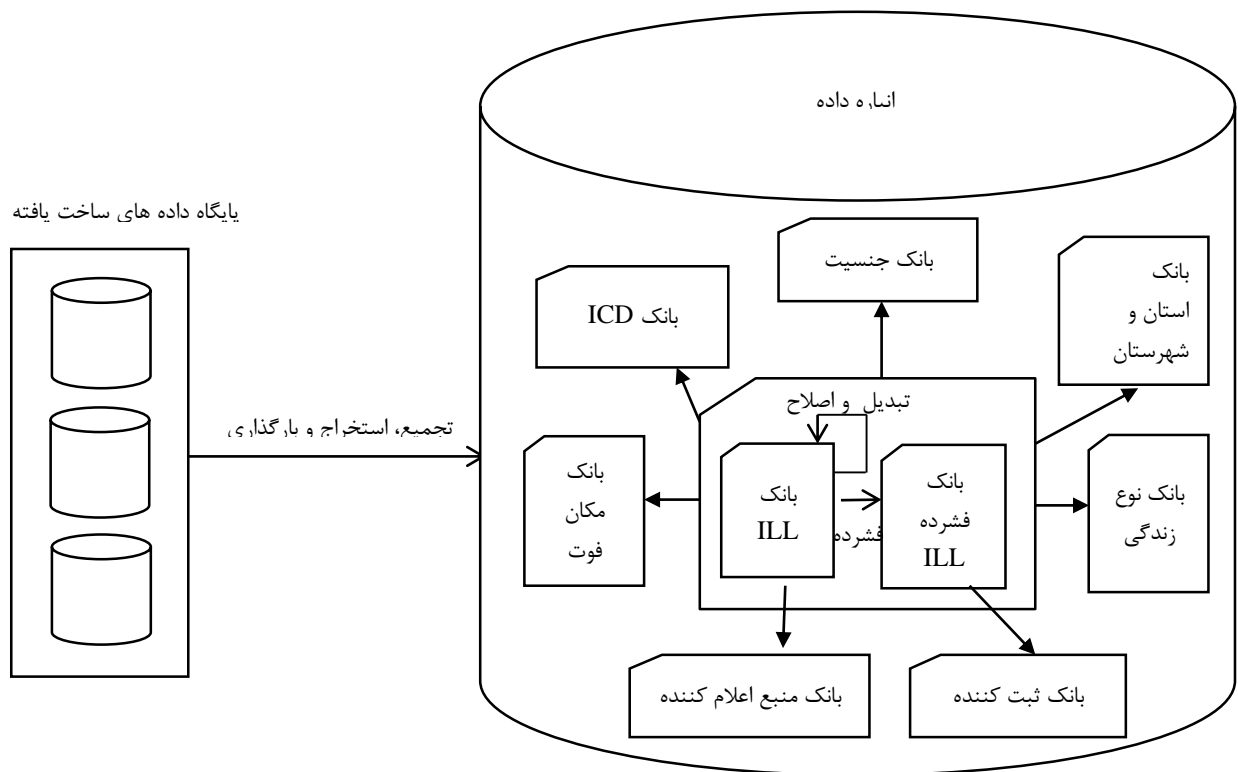 انباره داده
پایگاه داده های ساخت یافته
بانک جنسیت
بانک
استان و
شهرستان
بانک ICD
تبدیل و اصلاح
تجمیع، استخراج و بارگذاری
بانک
مکان
فوت
بانک
ILL
فشرده
بانک
فشرده
ILL
بانک نوع
زندگی
بانک منبع اعلام کننده
بانک ثبت کننده